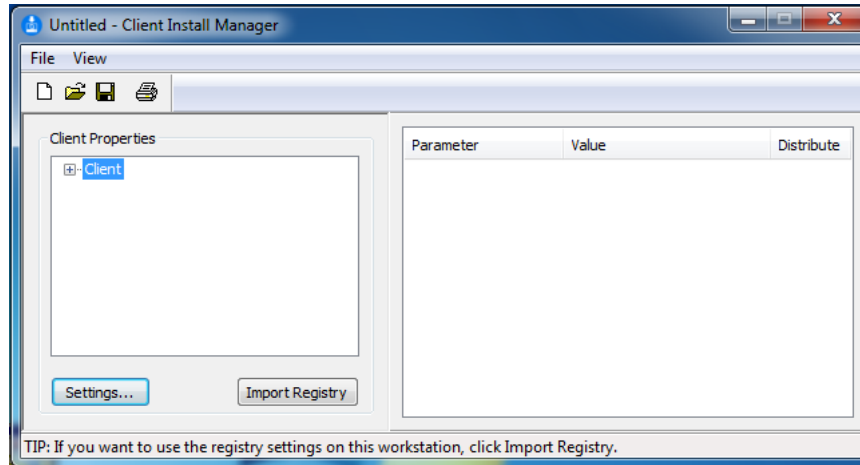 Untitled - Client Install Manager
File View
Client Properties
Client
Settings...
Import Registry
Parameter Value Distribute
TIP: If you want to use the registry settings on this workstation, click Import Registry.